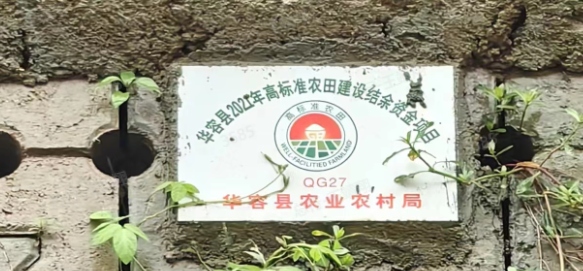 华容县2021年高标准农田建设结余资金项目
高标准农田
WELL-FACILITIED FARMLAND
QG27
华容县农业农村局